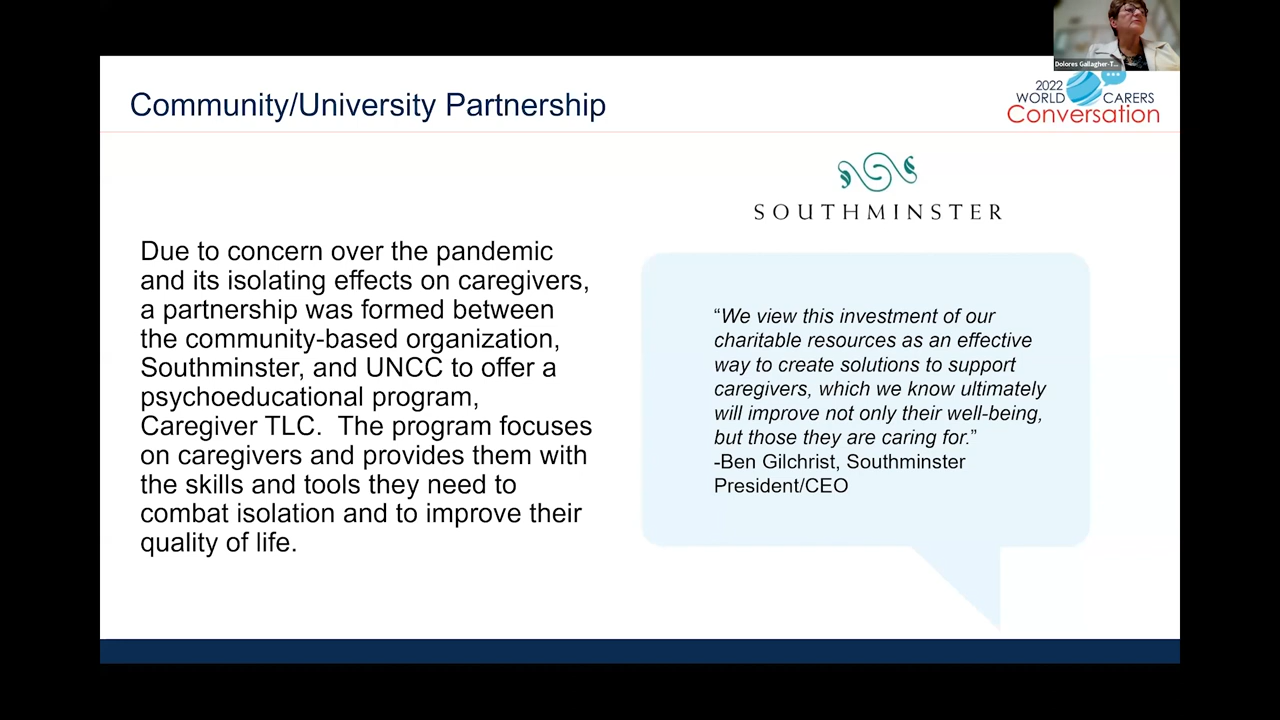 Dolores Gallagher-T...
Community/University Partnership
2022
WORLD CARERS
Conversation
SOUTHMINSTER
Due to concern over the pandemic
and its isolating effects on caregivers,
a partnership was formed between
the community-based organization,
Southminster, and UNCC to offer a
psychoeducational program,
Caregiver TLC.  The program focuses
on caregivers and provides them with
the skills and tools they need to
combat isolation and to improve their
quality of life.
“We view this investment of our
charitable resources as an effective
way to create solutions to support
caregivers, which we know ultimately
will improve not only their well-being,
but those they are caring for.”
-Ben Gilchrist, Southminster
President/CEO